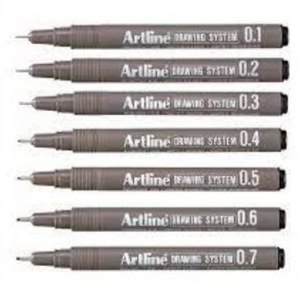 Artline DRAWING SYSTEM 0.1
Artline DRAWING SYSTEM 0.2
Artline DRAWING SYSTEM 0.3
Artline DRAWING SYSTEM 0.4
Artline DRAWING SYSTEM 0.5
Artline DRAWING SYSTEM 0.6
Artline DRAWING SYSTEM 0.7